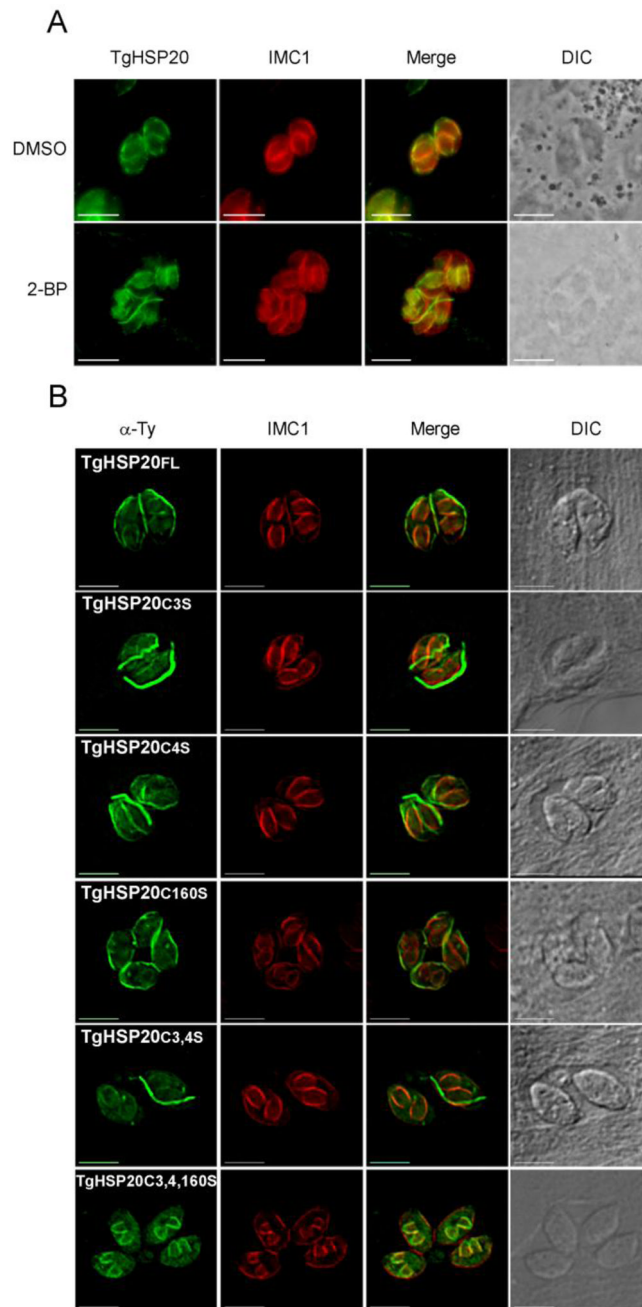 A
TgHSP20 IMC1 Merge DIC
DMSO
2-BP
B
α-Ty IMC1 Merge DIC
TgHSP20FL
TgHSP20C3S
TgHSP20C4S
TgHSP20C160S
TgHSP20C3,4S
TgHSP20C3,4,160S